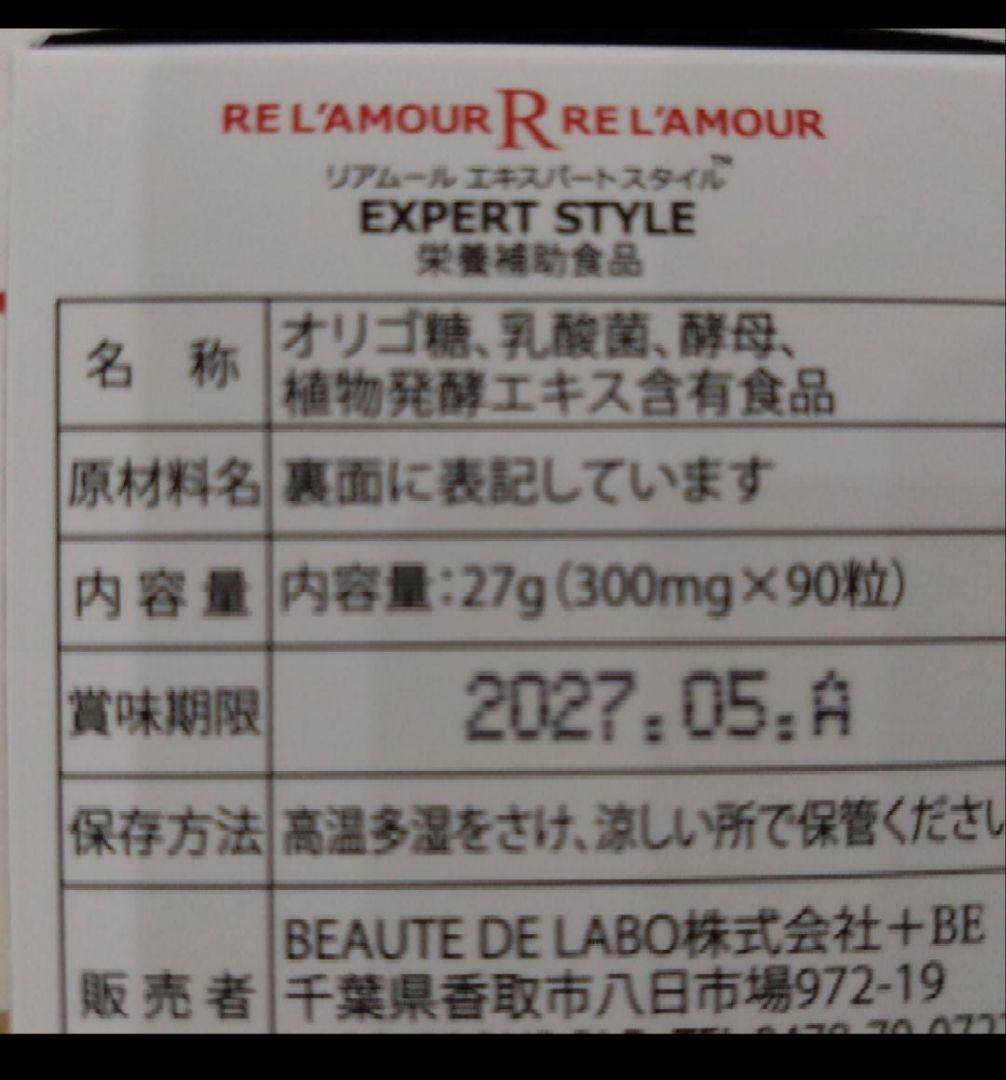 RE L'AMOUR R RE L'AMOUR
リアムール エキスパートスタイル™
EXPERT STYLE
栄養補助食品
名 称 オリゴ糖、乳酸菌、酵母、
植物発酵エキス含有食品
原材料名 裏面に表記しています
内容量 内容量:27g(300mg×90粒)
賞味期限 2027.05.A
保存方法 高温多湿をさけ、涼しい所で保管くださ
販売者 BEAUTE DE LABO株式会社+BE
千葉県香取市八日市場972-19